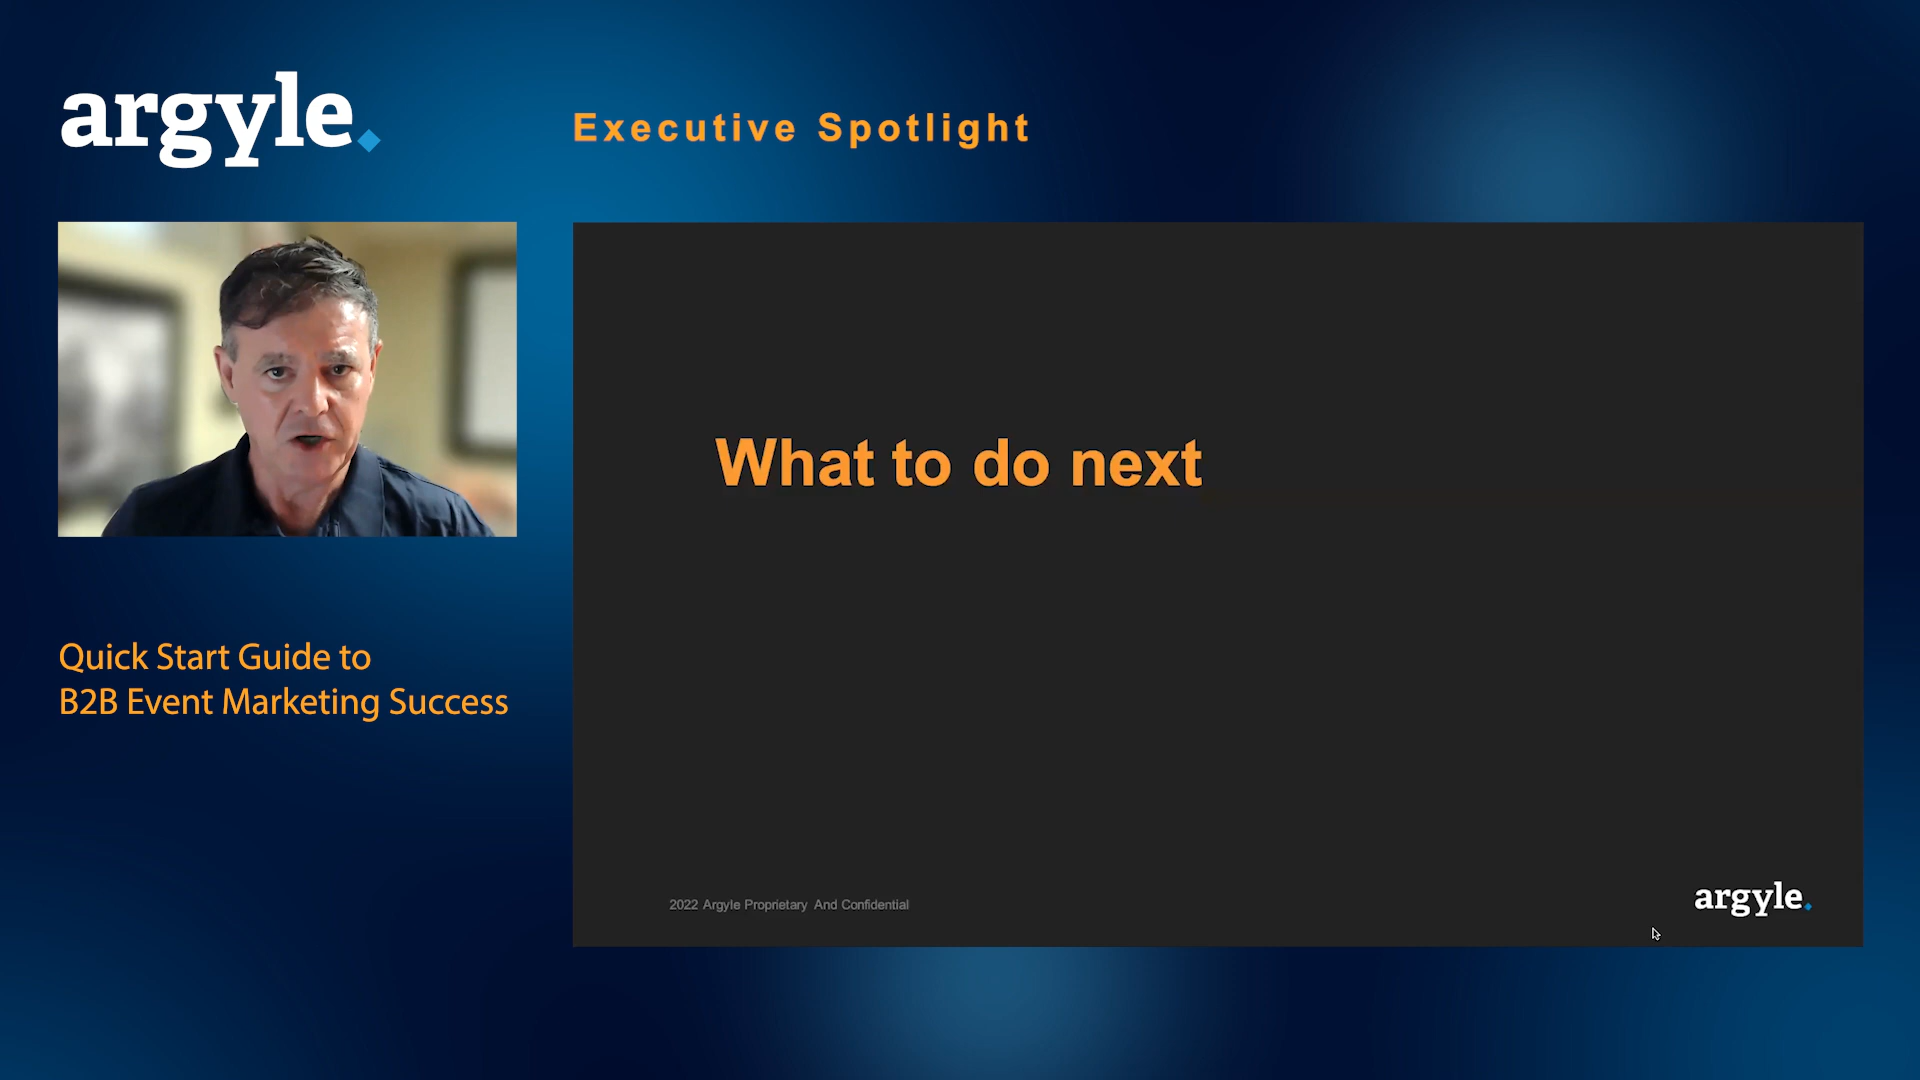 argyle.
Executive Spotlight
What to do next
Quick Start Guide to
B2B Event Marketing Success
2022 Argyle Proprietary And Confidential
argyle.